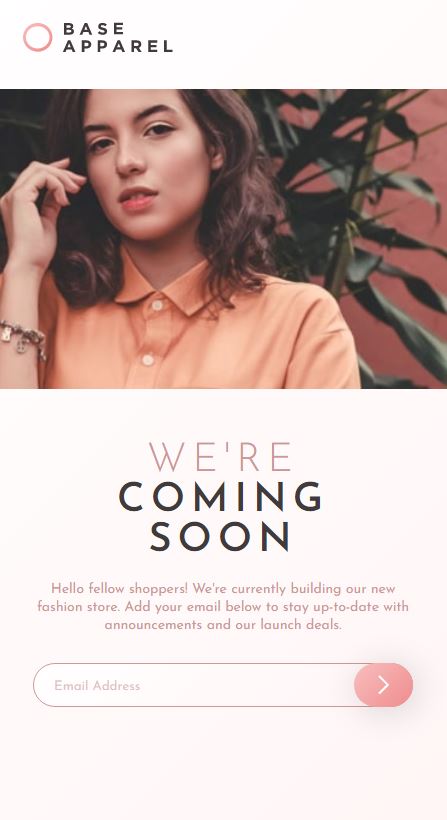 BASE
APPAREL
WE'RE
COMING
SOON
Hello fellow shoppers! We're currently building our new
fashion store. Add your email below to stay up-to-date with
announcements and our launch deals.
Email Address